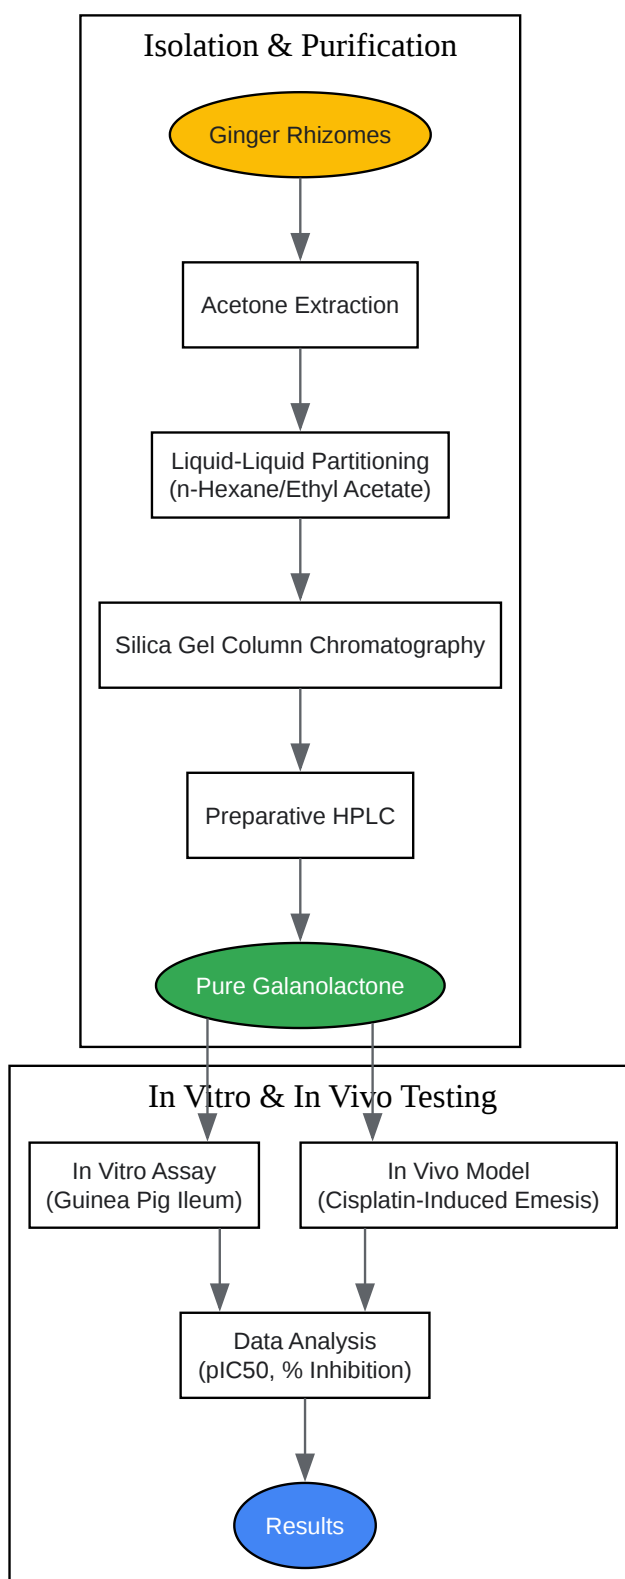 Isolation & Purification
Ginger Rhizomes
Acetone Extraction
Liquid-Liquid Partitioning
(n-Hexane/Ethyl Acetate)
Silica Gel Column Chromatography
Preparative HPLC
Pure Galanolactone
In Vitro & In Vivo Testing
In Vitro Assay
(Guinea Pig Ileum)
In Vivo Model
(Cisplatin-Induced Emesis)
Data Analysis
(pIC50, % Inhibition)
Results